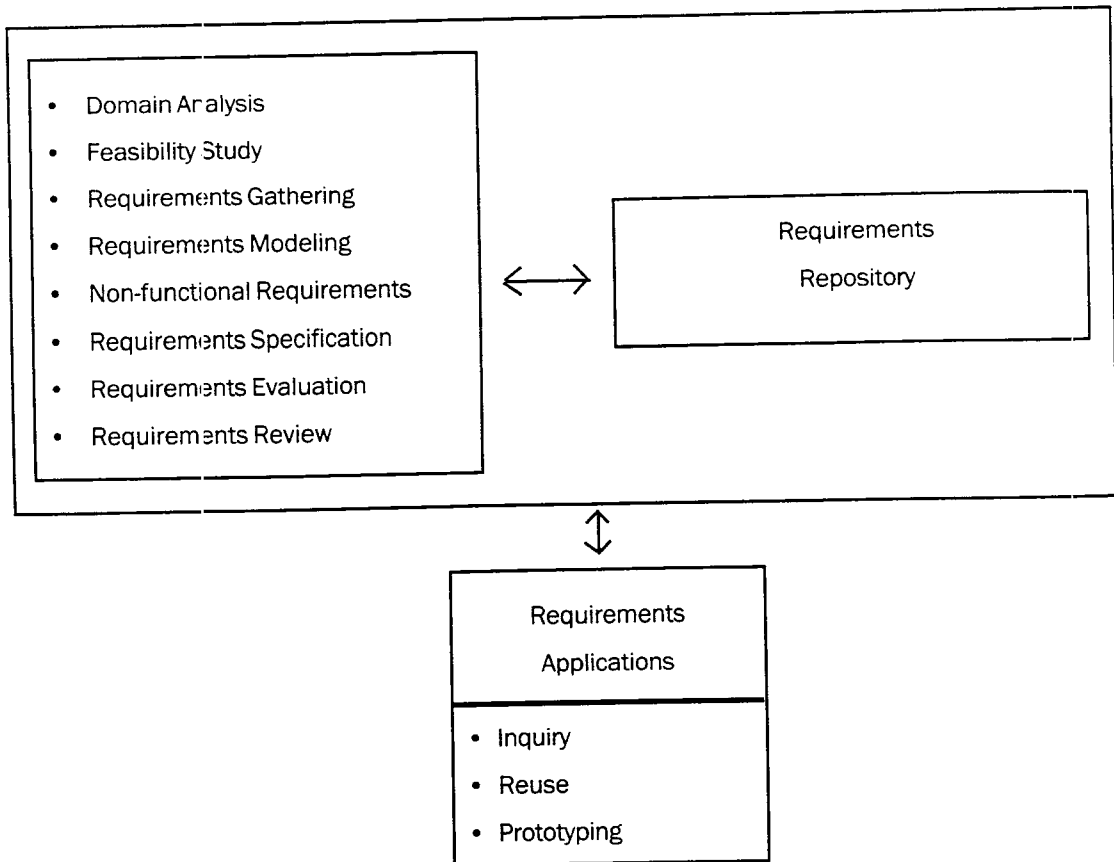 • Domain Analysis
• Feasibility Study
• Requirements Gathering
• Requirements Modeling
• Non-functional Requirements
• Requirements Specification
• Requirements Evaluation
• Requirements Review
Requirements
Repository
Requirements
Applications
• Inquiry
• Reuse
• Prototyping